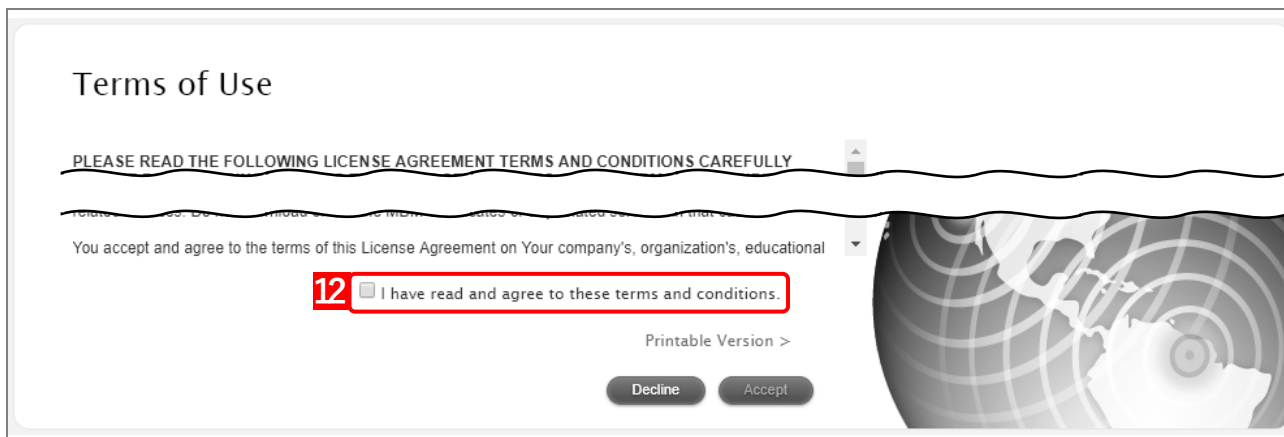 Terms of Use
PLEASE READ THE FOLLOWING LICENSE AGREEMENT TERMS AND CONDITIONS CAREFULLY
You accept and agree to the terms of this License Agreement on Your company's, organization's, educational
12 I have read and agree to these terms and conditions.
Printable Version >
Decline Accept